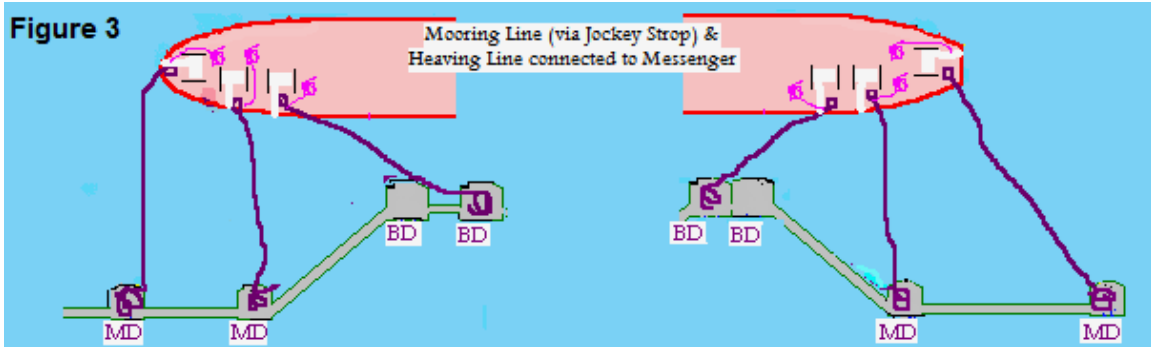 Figure 3
Mooring Line (via Jockey Strop) &
Heaving Line connected to Messenger
BD BD BD BD
MD MD MD MD